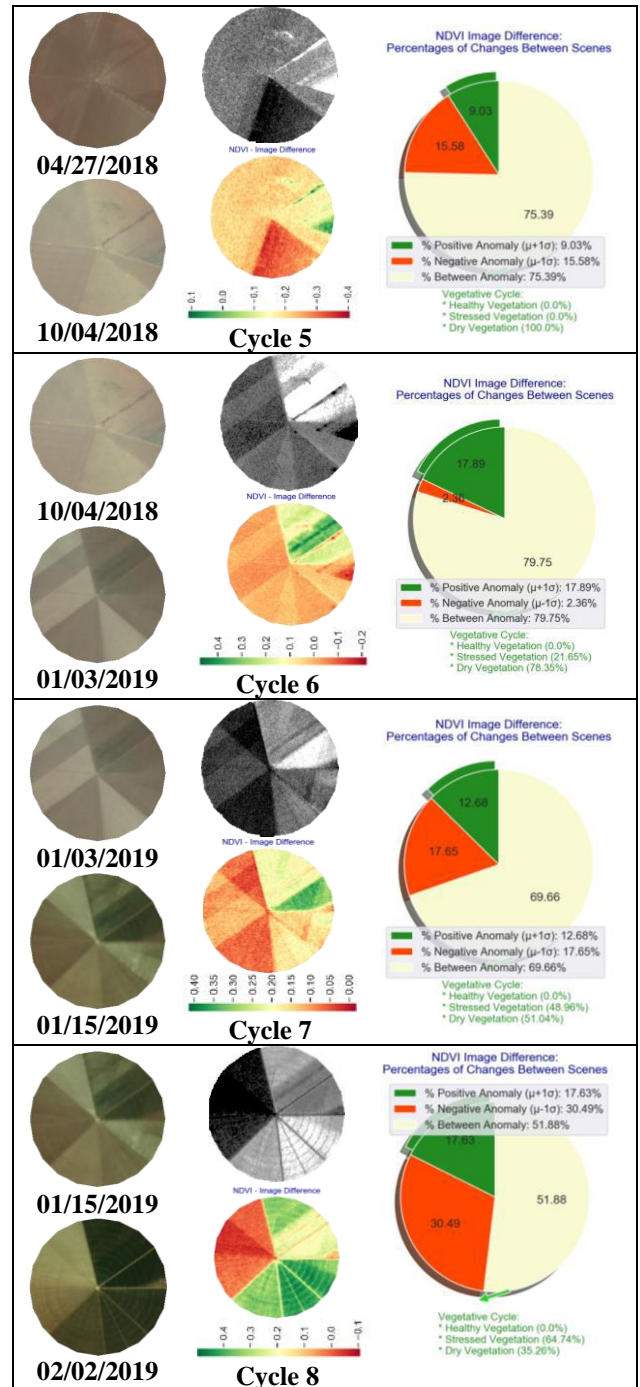 04/27/2018
10/04/2018
NDVI - Image Difference
0.1
0.0
−0.1
−0.2
−0.3
−0.4
Cycle 5
NDVI Image Difference:
Percentages of Changes Between Scenes
9.03
15.58
75.39
% Positive Anomaly (μ+1σ): 9.03%
% Negative Anomaly (μ-1σ): 15.58%
% Between Anomaly: 75.39%
Vegetative Cycle:
* Healthy Vegetation (0.0%)
* Stressed Vegetation (0.0%)
* Dry Vegetation (100.0%)
10/04/2018
01/03/2019
NDVI - Image Difference
0.4
0.3
0.2
0.1
0.0
−0.1
−0.2
Cycle 6
NDVI Image Difference:
Percentages of Changes Between Scenes
17.89
2.36
79.75
% Positive Anomaly (μ+1σ): 17.89%
% Negative Anomaly (μ-1σ): 2.36%
% Between Anomaly: 79.75%
Vegetative Cycle:
* Healthy Vegetation (0.0%)
* Stressed Vegetation (21.65%)
* Dry Vegetation (78.35%)
01/03/2019
01/15/2019
NDVI - Image Difference
0.40
0.35
0.30
0.25
0.20
0.15
0.10
0.05
0.00
Cycle 7
NDVI Image Difference:
Percentages of Changes Between Scenes
12.68
17.65
69.66
% Positive Anomaly (μ+1σ): 12.68%
% Negative Anomaly (μ-1σ): 17.65%
% Between Anomaly: 69.66%
Vegetative Cycle:
* Healthy Vegetation (0.0%)
* Stressed Vegetation (48.96%)
* Dry Vegetation (51.04%)
01/15/2019
02/02/2019
NDVI - Image Difference
0.4
0.3
0.2
0.1
0.0
−0.1
Cycle 8
NDVI Image Difference:
Percentages of Changes Between Scenes
% Positive Anomaly (μ+1σ): 17.63%
% Negative Anomaly (μ-1σ): 30.49%
% Between Anomaly: 51.88%
17.63
30.49
51.88
Vegetative Cycle:
* Healthy Vegetation (0.0%)
* Stressed Vegetation (64.74%)
* Dry Vegetation (35.26%)